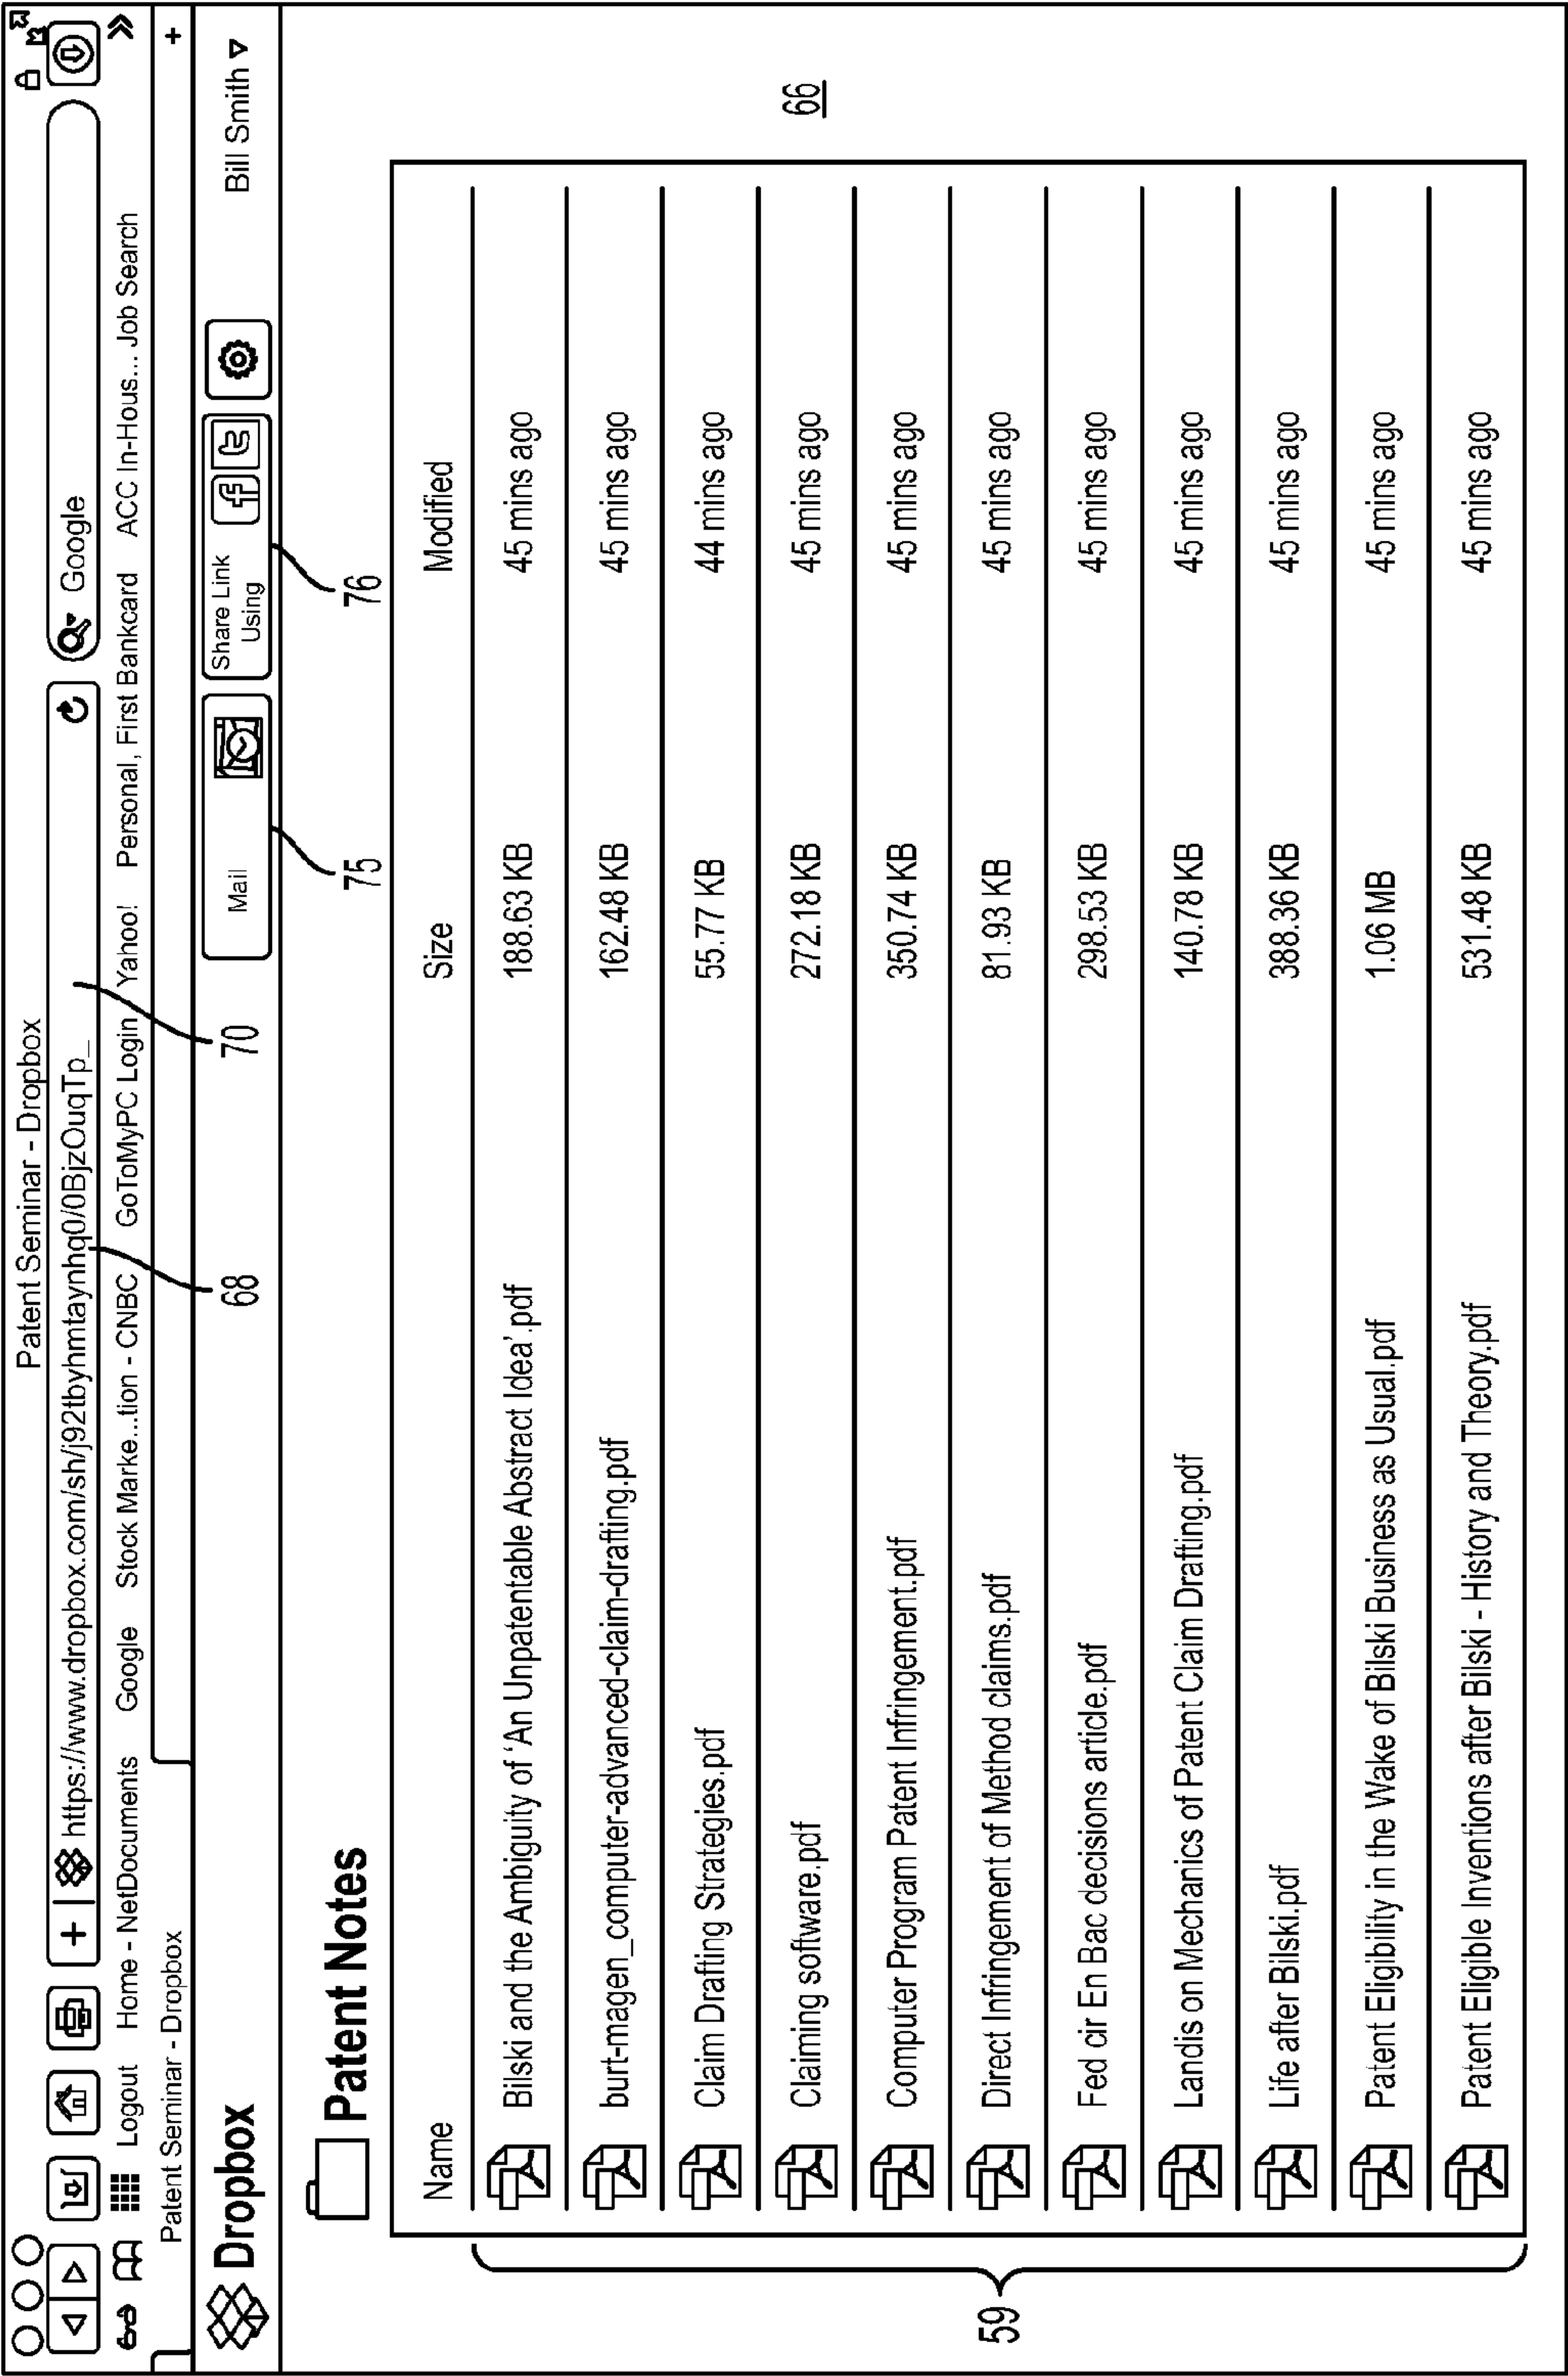 Patent Seminar - Dropbox
+ https://www.dropbox.com/sh/j92tbyhmtaynhq0/0BjzOuqTp_ Google
Logout Home - NetDocuments Google Stock Marke...tion - CNBC GoToMyPC Login Yahoo! Personal, First Bankcard ACC In-Hous... Job Search »
Patent Seminar - Dropbox +
Dropbox Mail Share Link Using f t Bill Smith
68 70 75 76
Patent Notes
66
Name Size Modified
Bilski and the Ambiguity of ‘An Unpatentable Abstract Idea’.pdf 188.63 KB 45 mins ago
burt-magen_computer-advanced-claim-drafting.pdf 162.48 KB 45 mins ago
Claim Drafting Strategies.pdf 55.77 KB 44 mins ago
Claiming software.pdf 272.18 KB 45 mins ago
Computer Program Patent Infringement.pdf 350.74 KB 45 mins ago
Direct Infringement of Method claims.pdf 81.93 KB 45 mins ago
Fed cir En Bac decisions article.pdf 298.53 KB 45 mins ago
Landis on Mechanics of Patent Claim Drafting.pdf 140.78 KB 45 mins ago
Life after Bilski.pdf 388.36 KB 45 mins ago
Patent Eligibility in the Wake of Bilski Business as Usual.pdf 1.06 MB 45 mins ago
Patent Eligible Inventions after Bilski - History and Theory.pdf 531.48 KB 45 mins ago
59